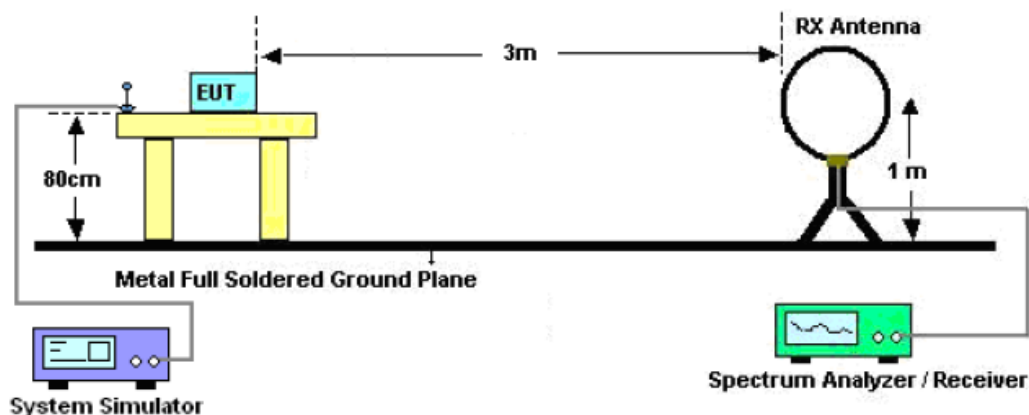 RX Antenna
3m
EUT
80cm
1 m
Metal Full Soldered Ground Plane
Spectrum Analyzer / Receiver
System Simulator